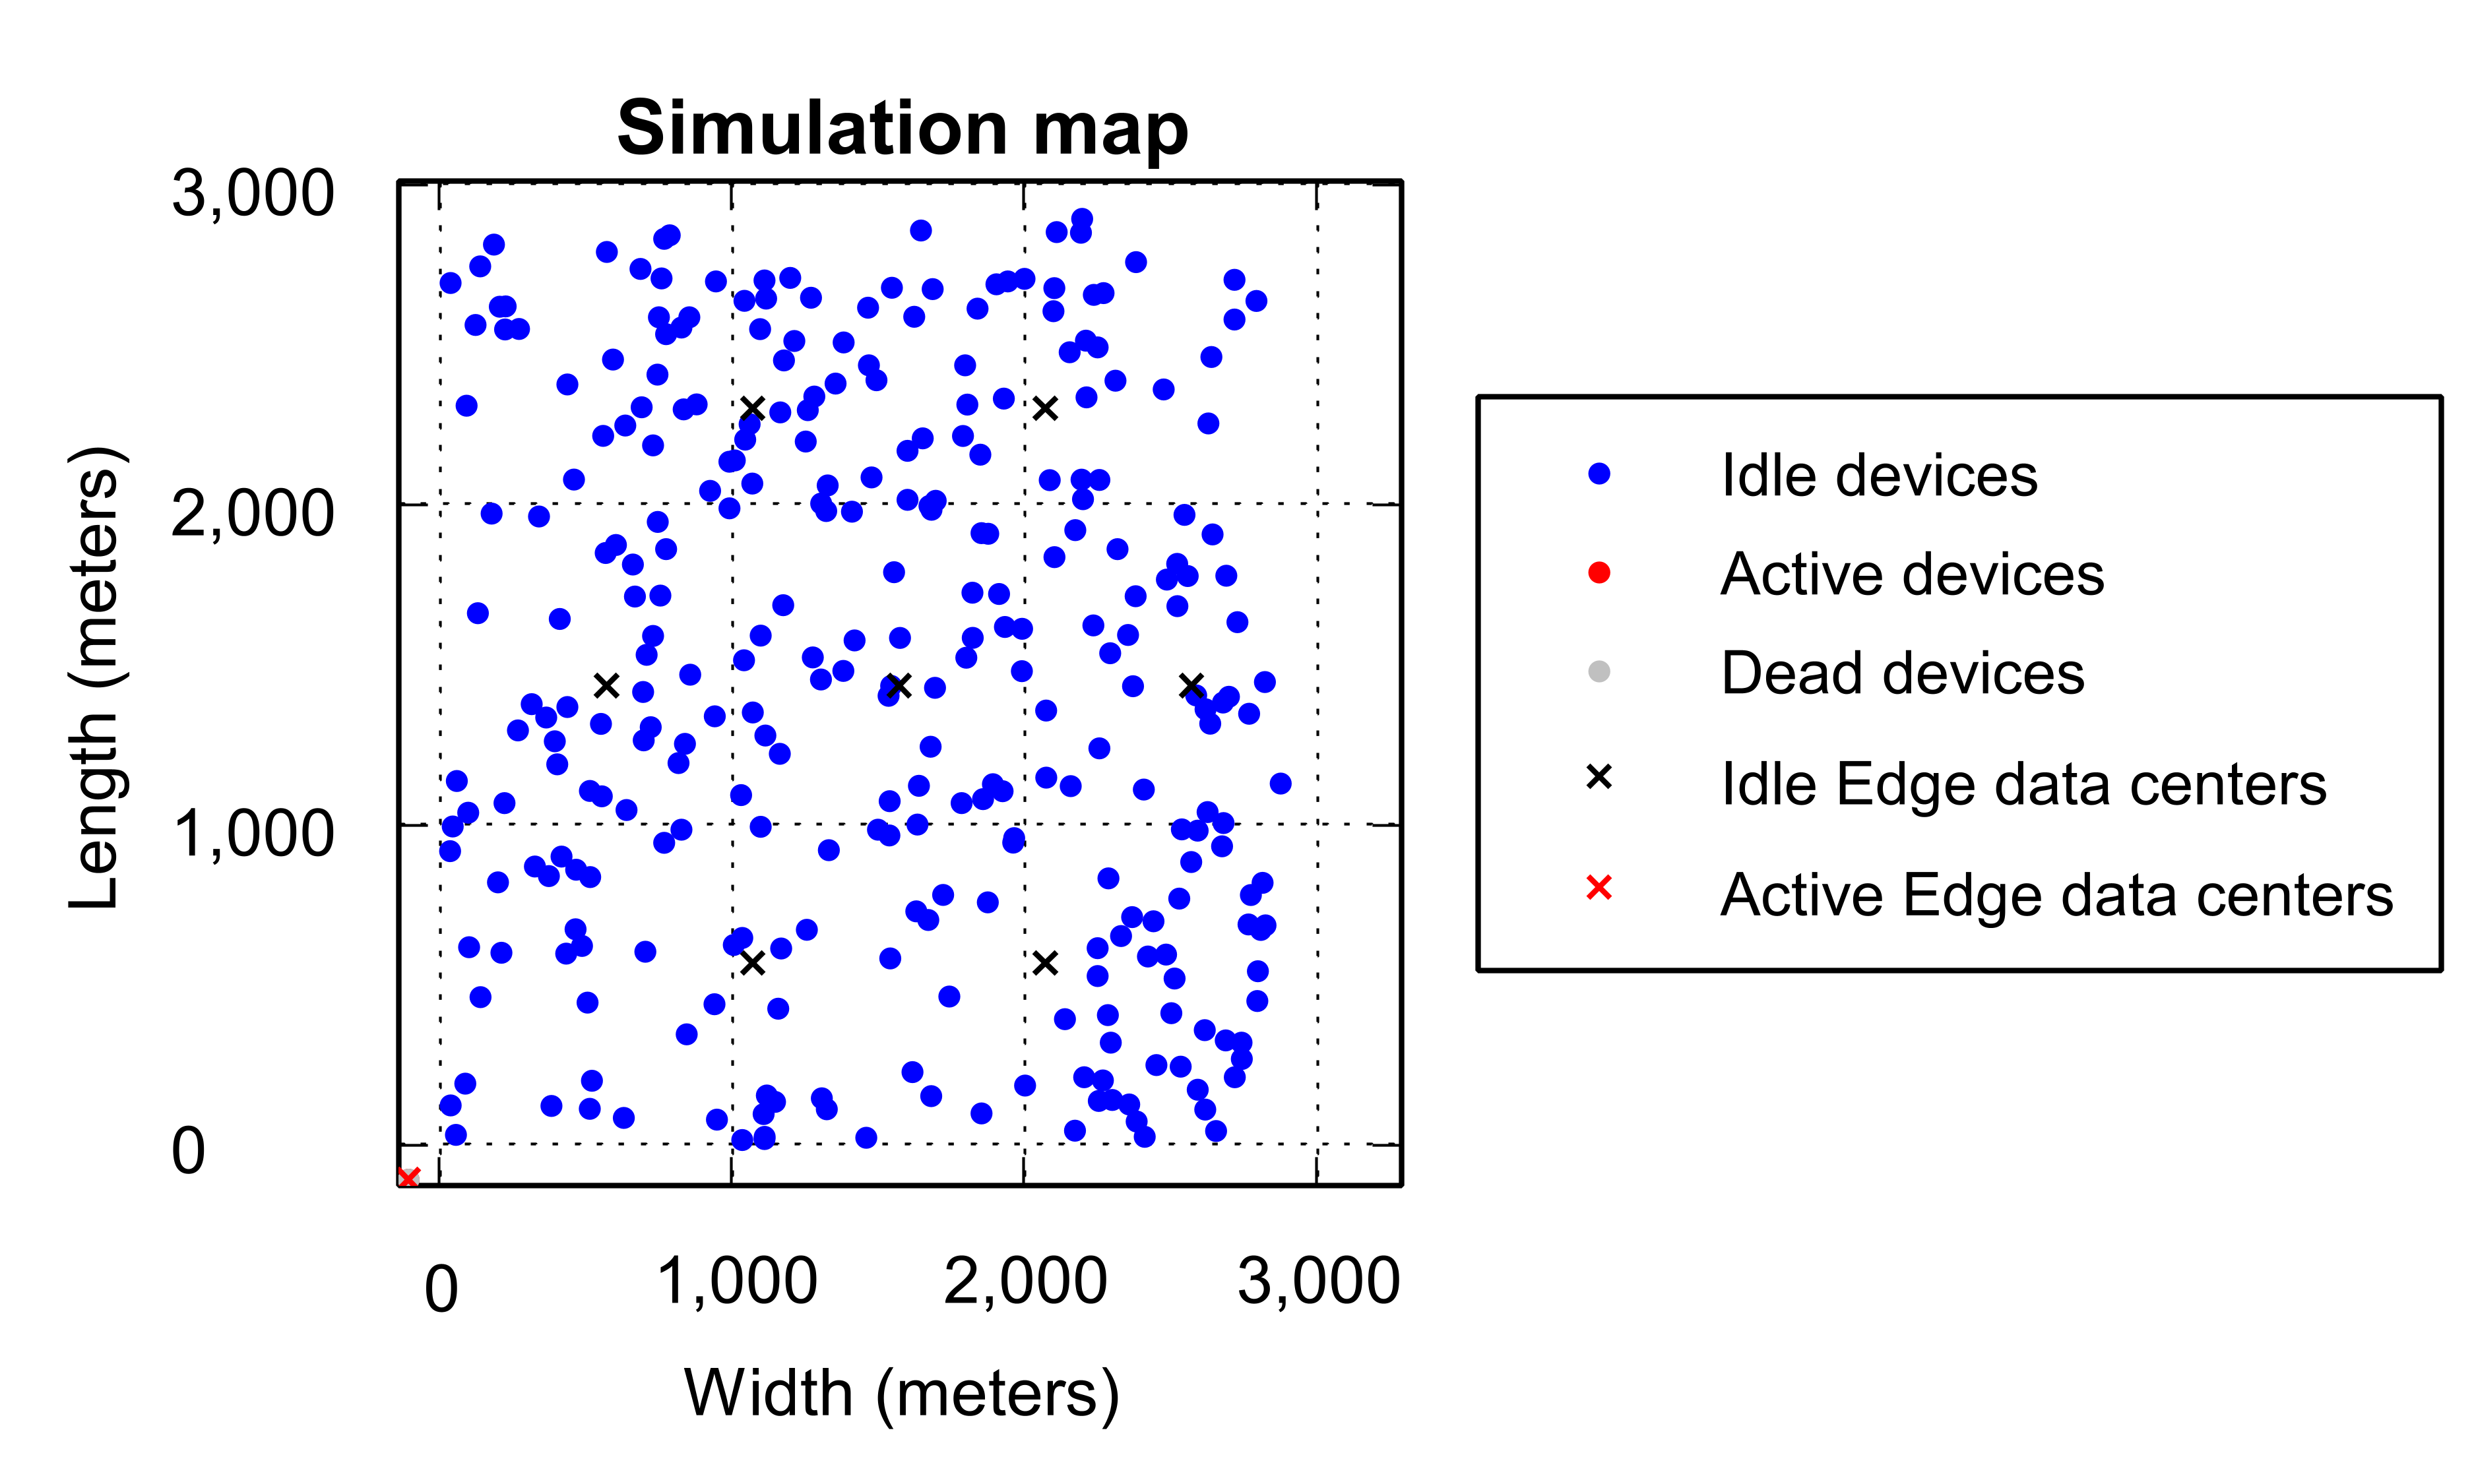 Simulation map
3,000
2,000
1,000
0
Length (meters)
0
1,000
2,000
3,000
Width (meters)
Idle devices
Active devices
Dead devices
Idle Edge data centers
Active Edge data centers